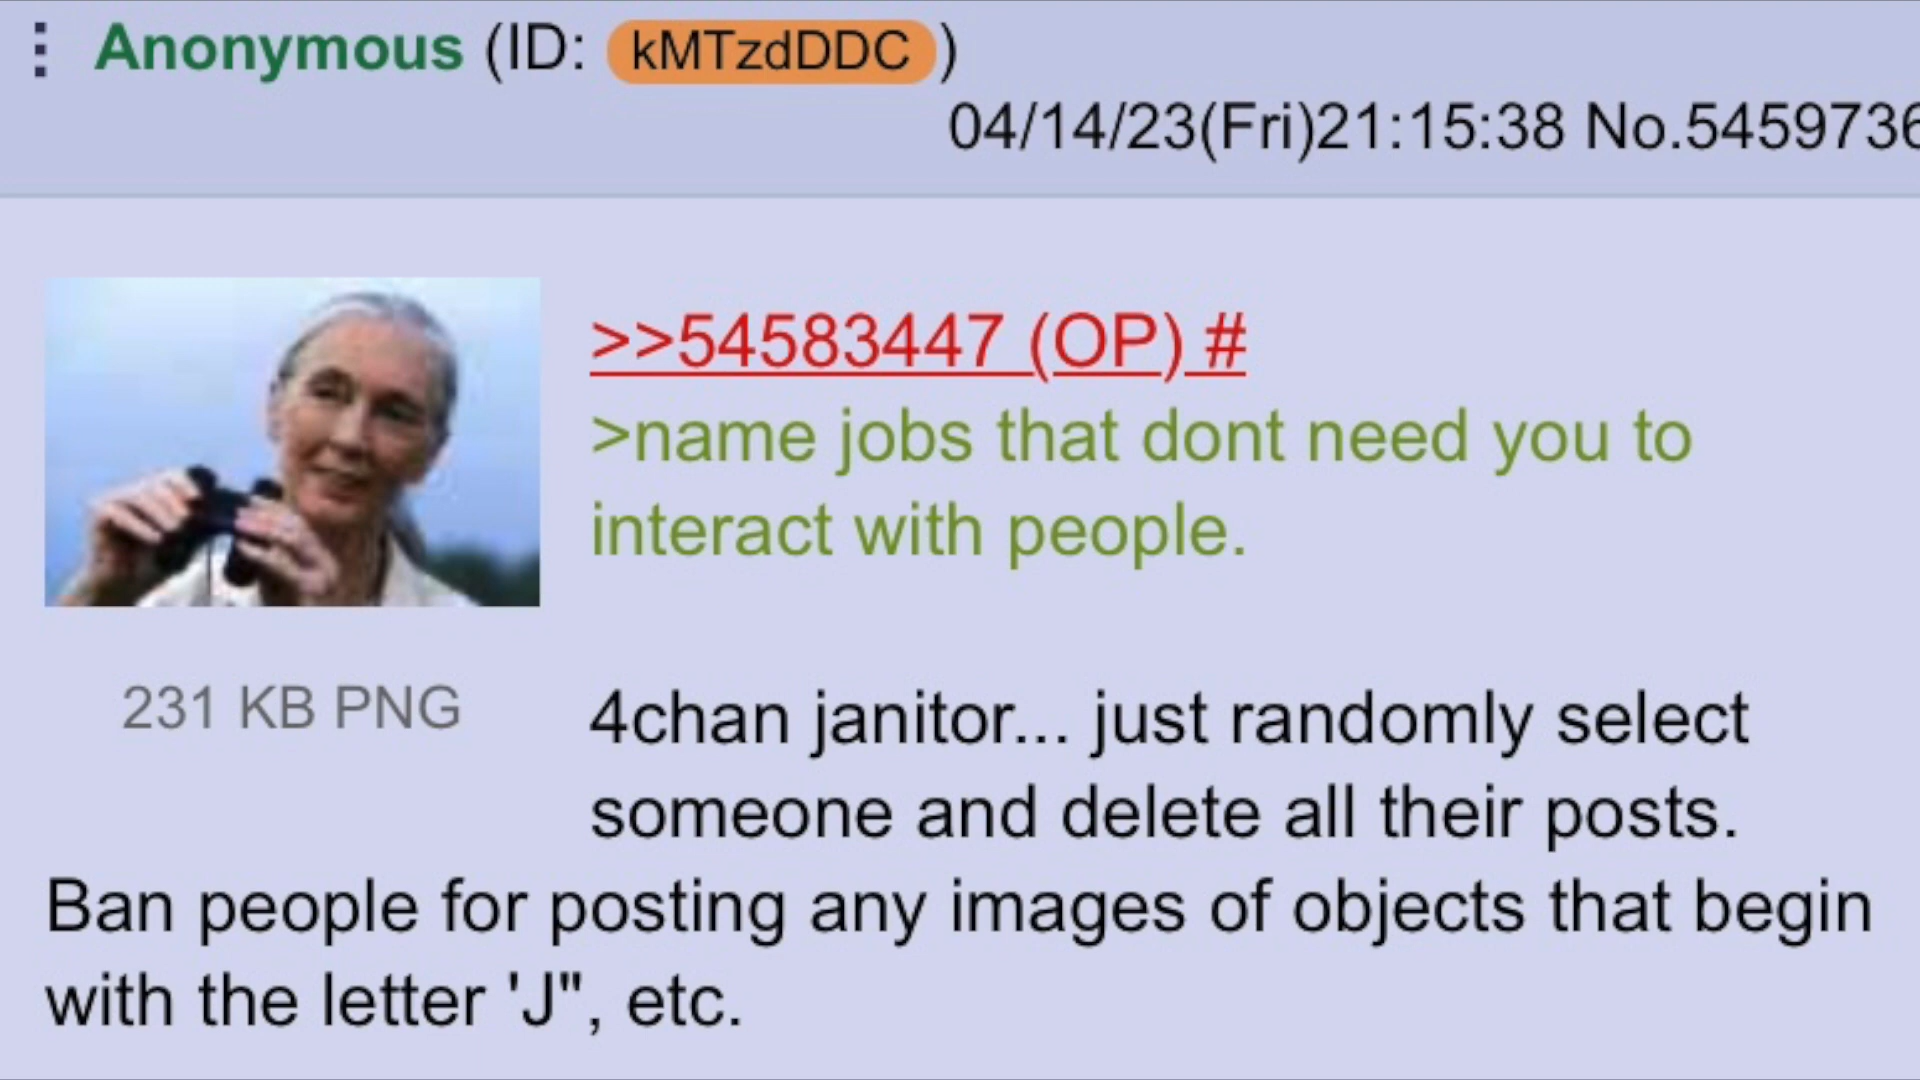 Anonymous (ID: kMTzdDDC)
04/14/23(Fri)21:15:38 No.5459736
>>54583447 (OP) #
>name jobs that dont need you to
interact with people.
231 KB PNG
4chan janitor... just randomly select
someone and delete all their posts.
Ban people for posting any images of objects that begin
with the letter 'J", etc.